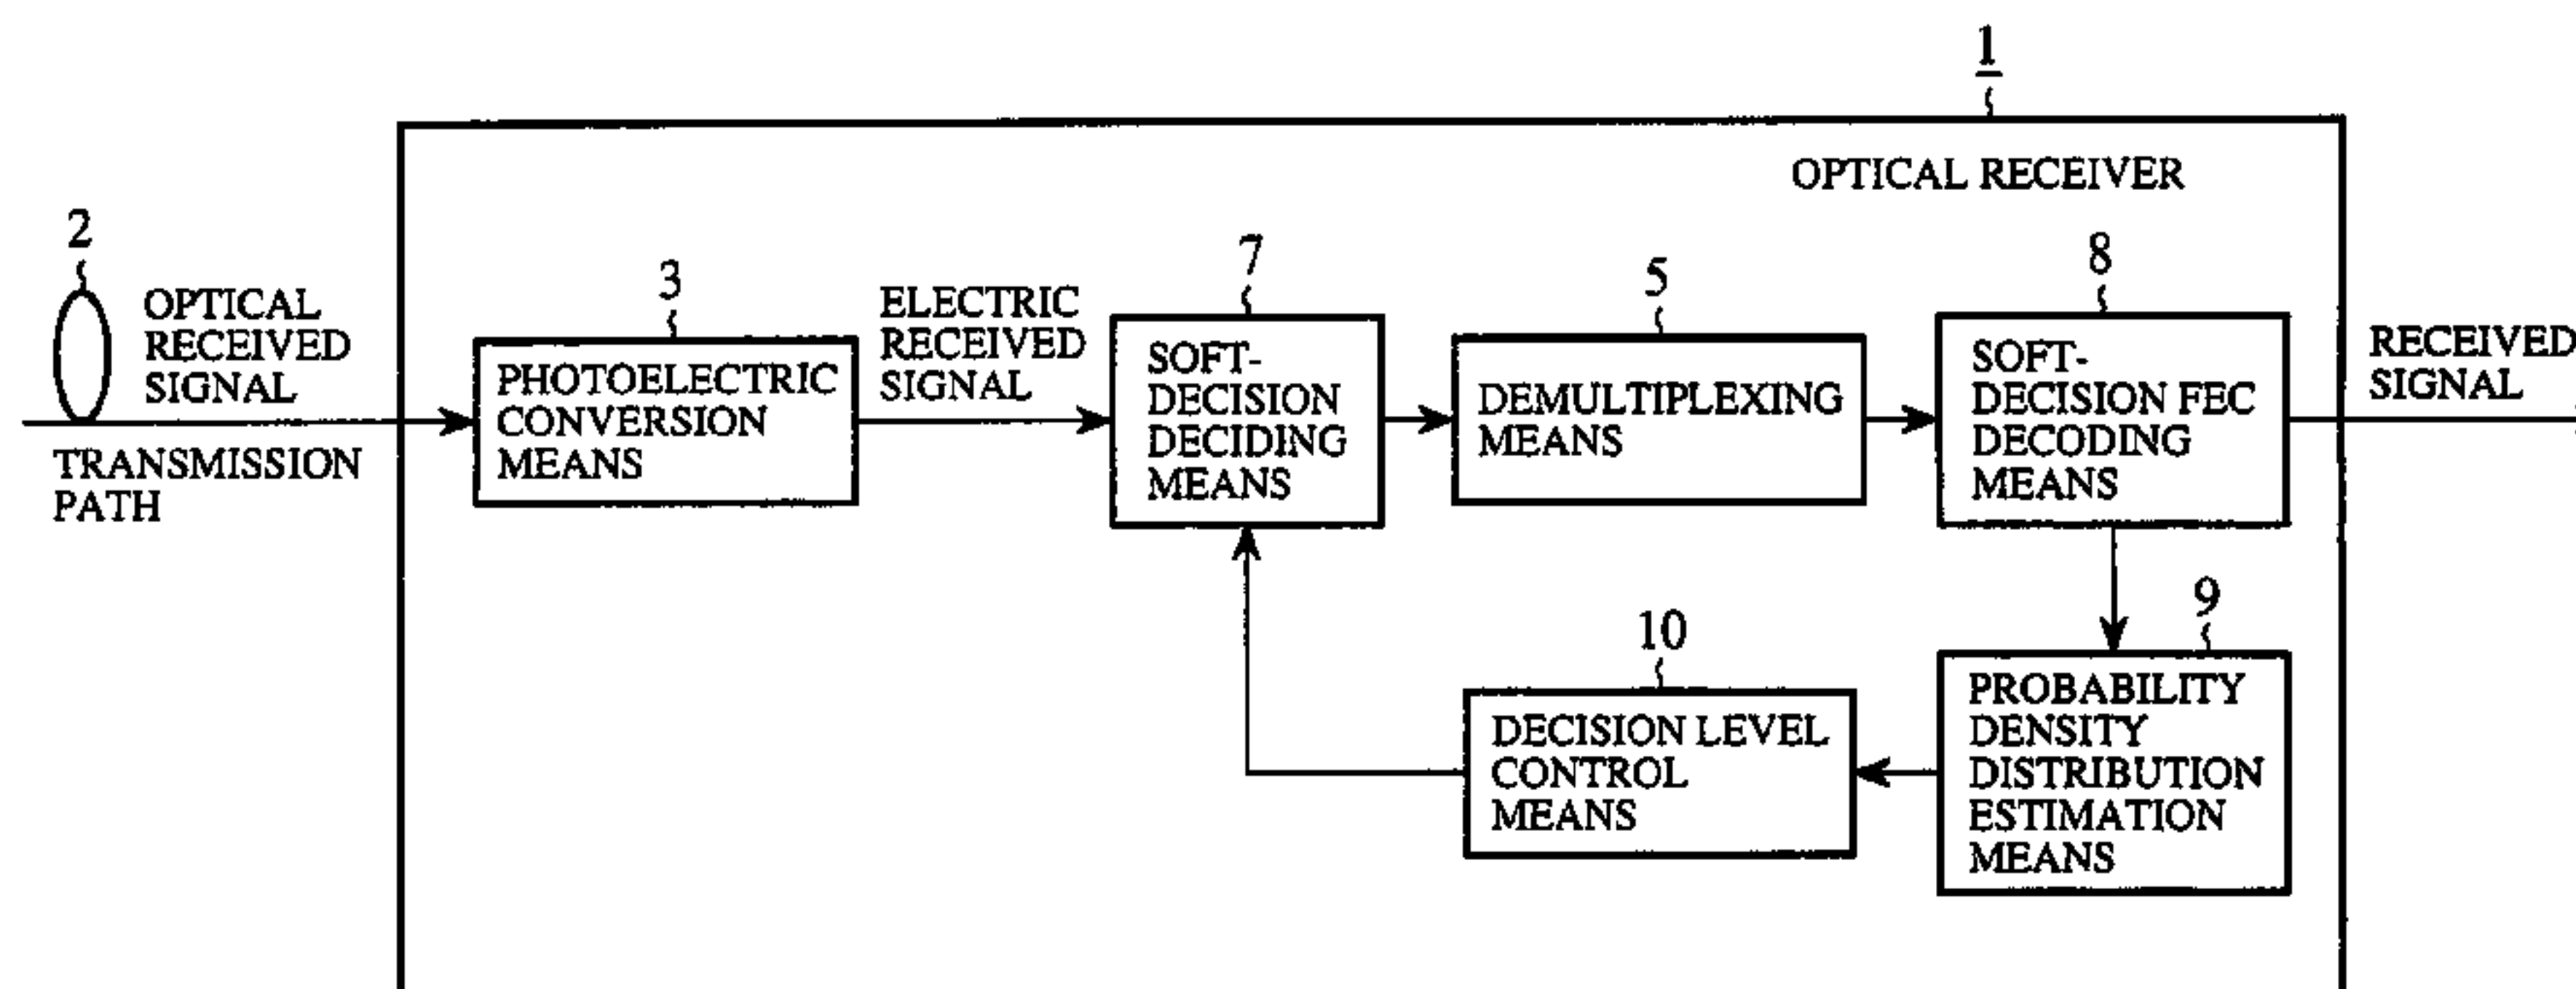 1
OPTICAL RECEIVER
2
OPTICAL
RECEIVED
SIGNAL
TRANSMISSION
PATH
3
PHOTOELECTRIC
CONVERSION
MEANS
ELECTRIC
RECEIVED
SIGNAL
7
SOFT-
DECISION
DECIDING
MEANS
5
DEMULTIPLEXING
MEANS
8
SOFT-
DECISION FEC
DECODING
MEANS
RECEIVED
SIGNAL
10
DECISION LEVEL
CONTROL
MEANS
9
PROBABILITY
DENSITY
DISTRIBUTION
ESTIMATION
MEANS